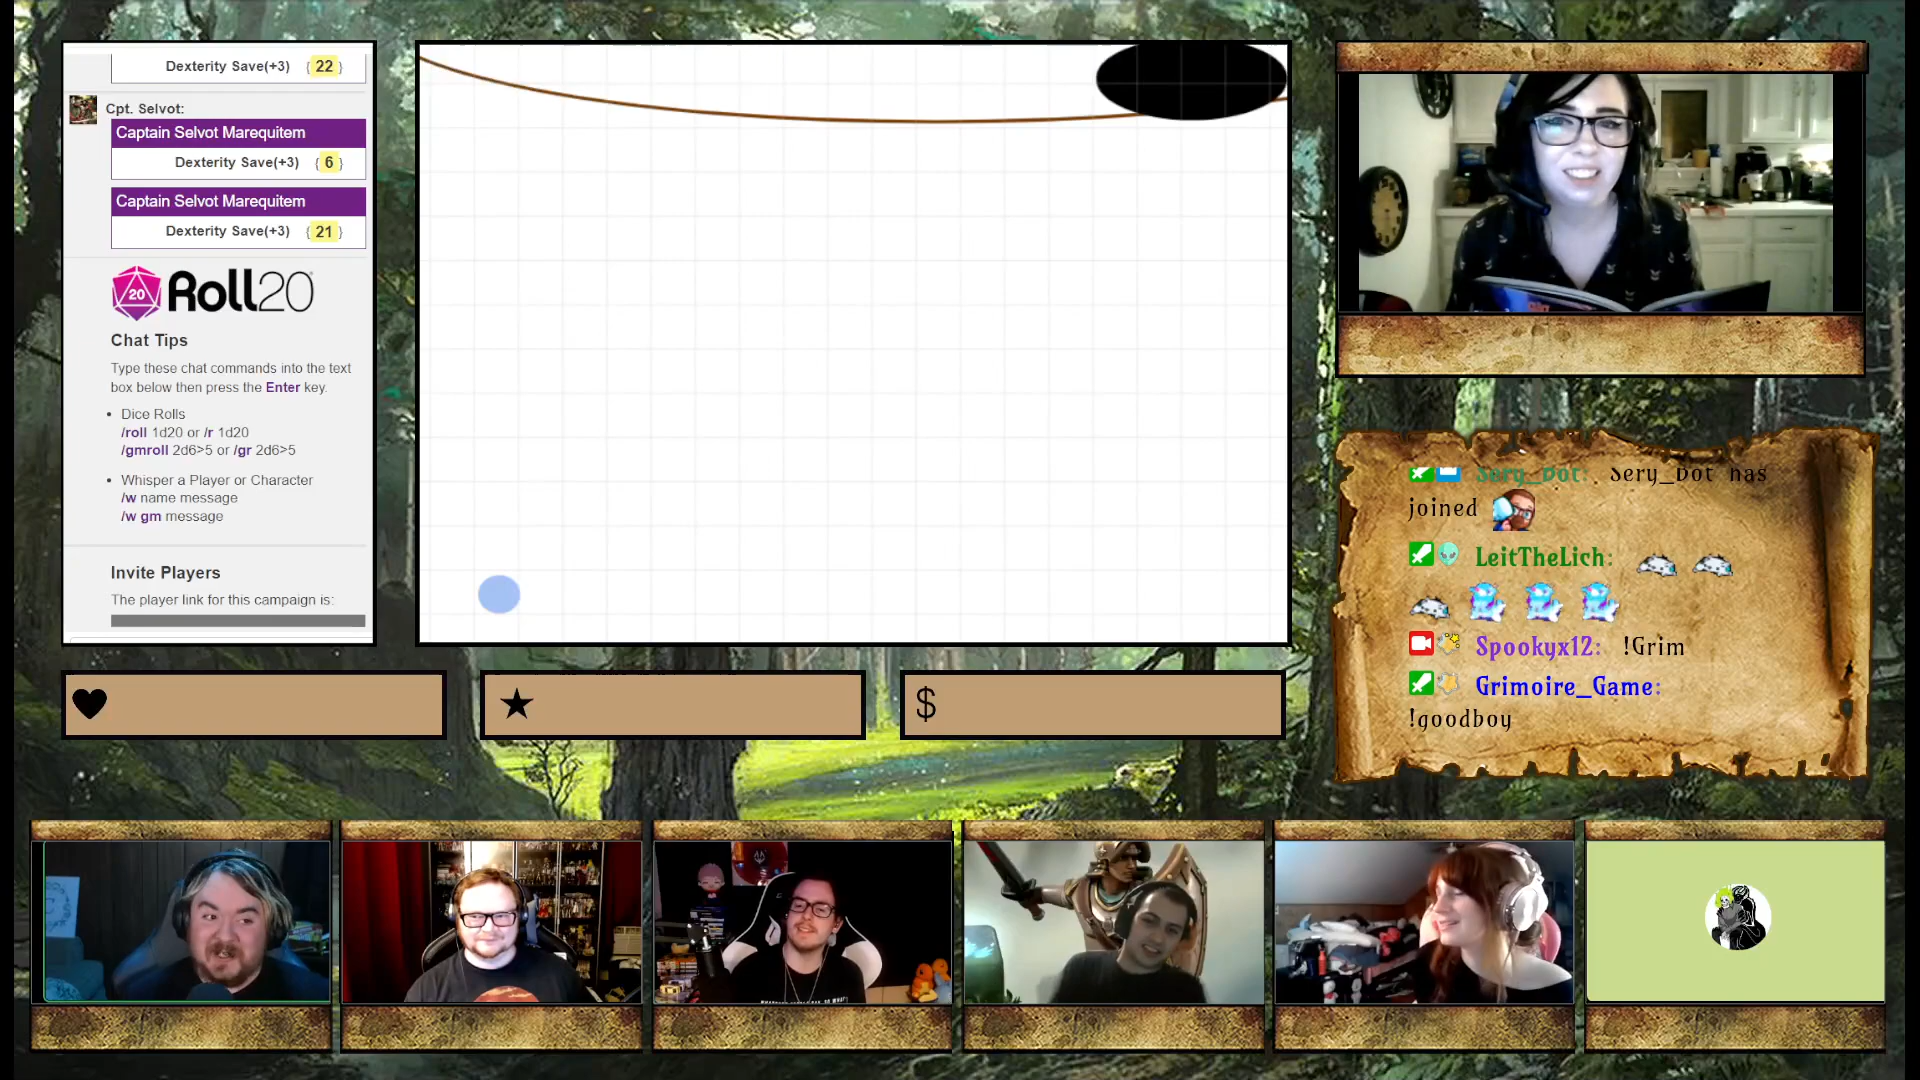 Dexterity Save(+3) 22
Cpt. Selvot:
Captain Selvot Marequitem
Dexterity Save(+3) 6
Captain Selvot Marequitem
Dexterity Save(+3) 21
20 Roll20
Chat Tips
Type these chat commands into the text
box below then press the Enter key.
• Dice Rolls
/roll 1d20 or /r 1d20
/gmroll 2d6>5 or /gr 2d6>5
• Whisper a Player or Character
/w name message
/w gm message
Invite Players
The player link for this campaign is:
$
Sery_Bot: Sery_Bot has
joined
LeitTheLich:
Spookyx12: !Grim
Grimoire_Game:
!goodboy